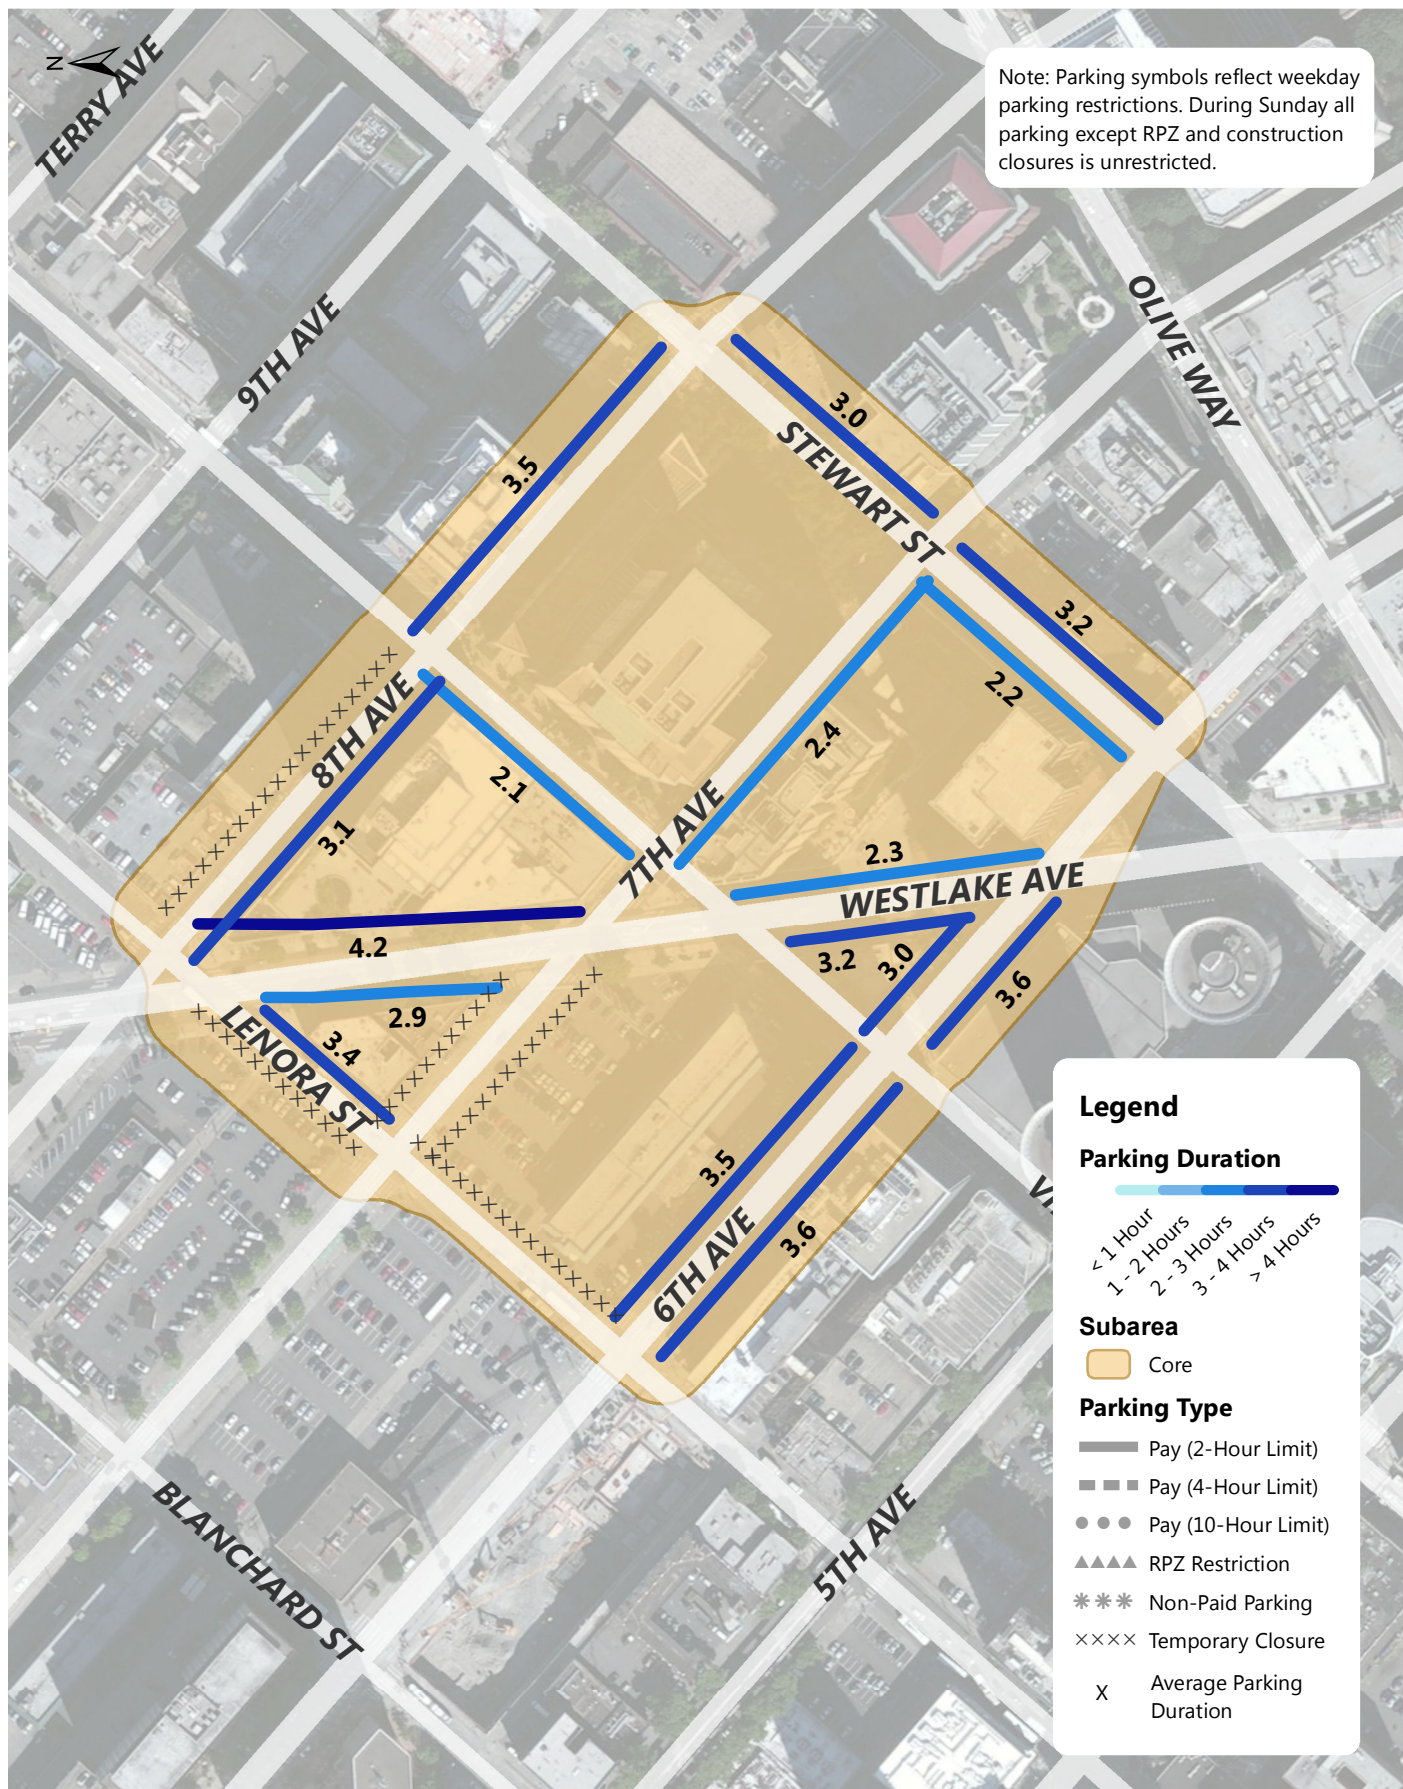 N
TERRY AVE
Note: Parking symbols reflect weekday
parking restrictions. During Sunday all
parking except RPZ and construction
closures is unrestricted.
9TH AVE
OLIVE WAY
3.0
STEWART ST
3.5
3.2
8TH AVE
2.2
2.4
2.1
7TH AVE
3.1
2.3
WESTLAKE AVE
4.2
3.2
3.0
3.6
2.9
LENORA ST
3.4
3.5
6TH AVE
3.6
BLANCHARD ST
5TH AVE
Legend
Parking Duration
< 1 Hour
1 - 2 Hours
2 - 3 Hours
3 - 4 Hours
> 4 Hours
Subarea
Core
Parking Type
Pay (2-Hour Limit)
Pay (4-Hour Limit)
Pay (10-Hour Limit)
RPZ Restriction
Non-Paid Parking
Temporary Closure
X
Average Parking
Duration